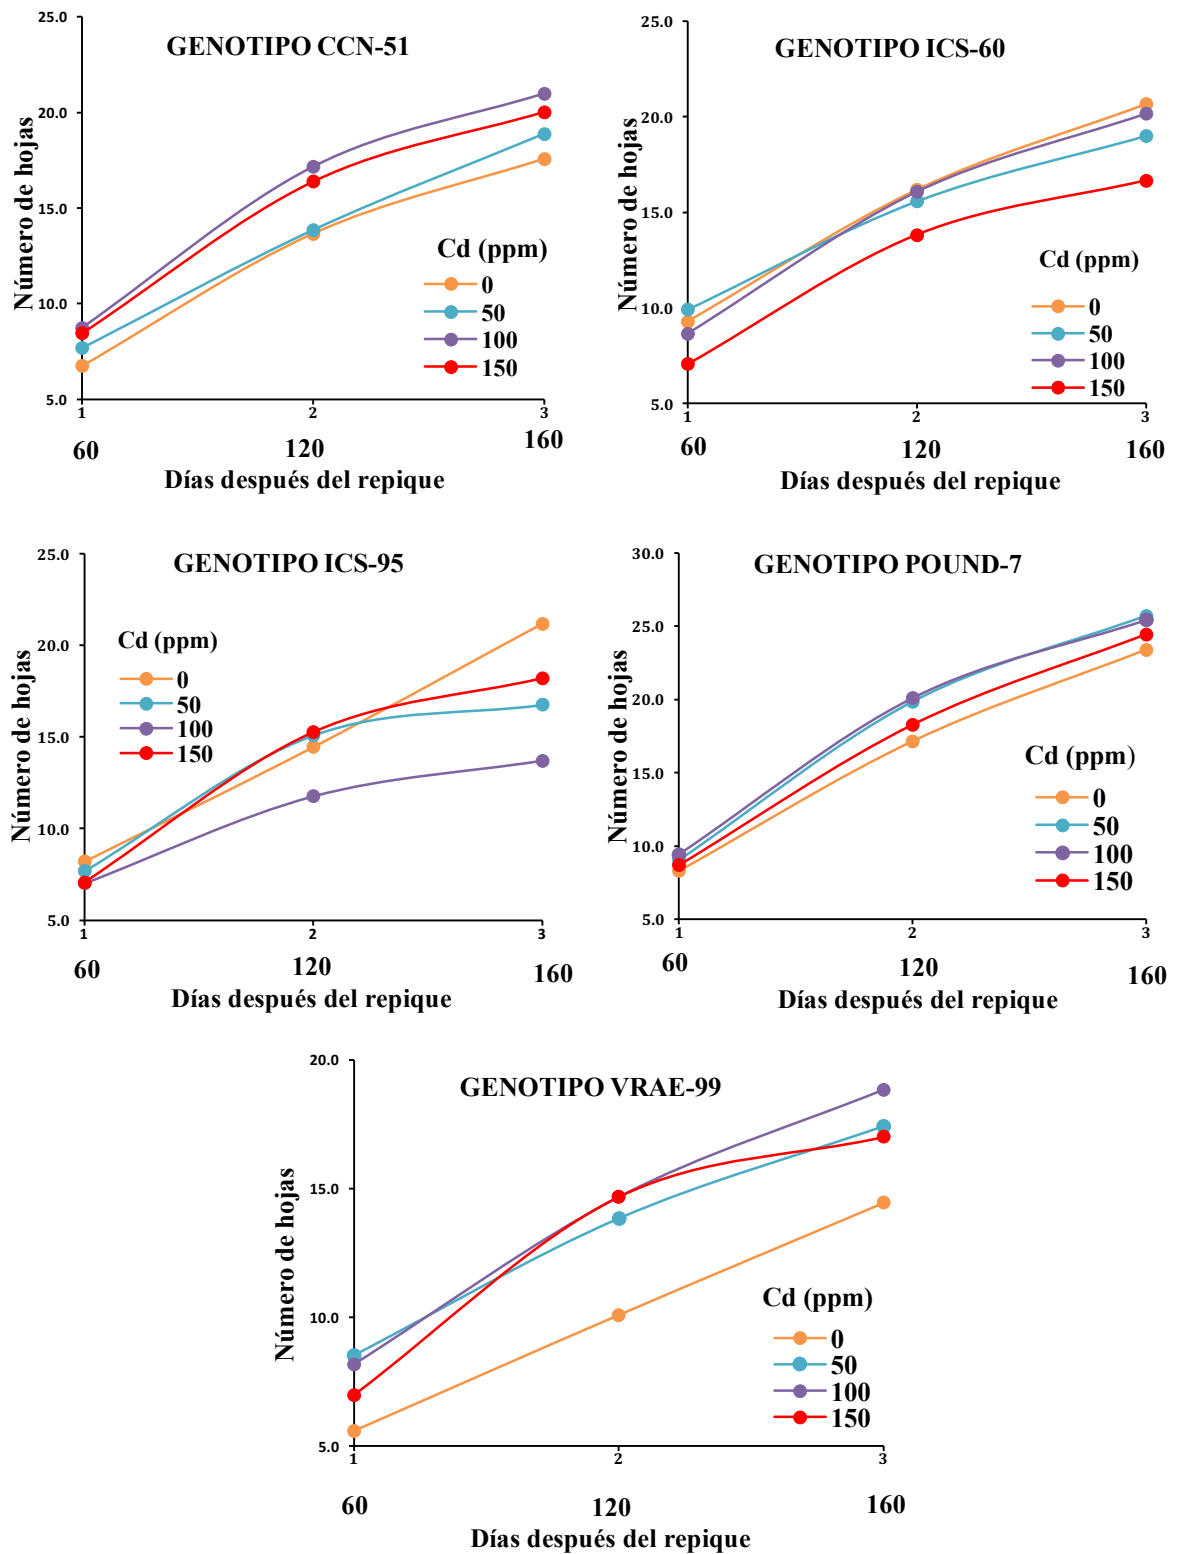 GENOTIPO CCN-51
Número de hojas
25.0
20.0
15.0
10.0
5.0
Cd (ppm)
0
50
100
150
1 2 3
60 120 160
Días después del repique
GENOTIPO ICS-60
Número de hojas
25.0
20.0
15.0
10.0
5.0
Cd (ppm)
0
50
100
150
1 2 3
60 120 160
Días después del repique
GENOTIPO ICS-95
Número de hojas
25.0
20.0
15.0
10.0
5.0
Cd (ppm)
0
50
100
150
1 2 3
60 120 160
Días después del repique
GENOTIPO POUND-7
Número de hojas
30.0
25.0
20.0
15.0
10.0
5.0
Cd (ppm)
0
50
100
150
1 2 3
60 120 160
Días después del repique
GENOTIPO VRAE-99
Número de hojas
20.0
15.0
10.0
5.0
Cd (ppm)
0
50
100
150
1 2 3
60 120 160
Días después del repique